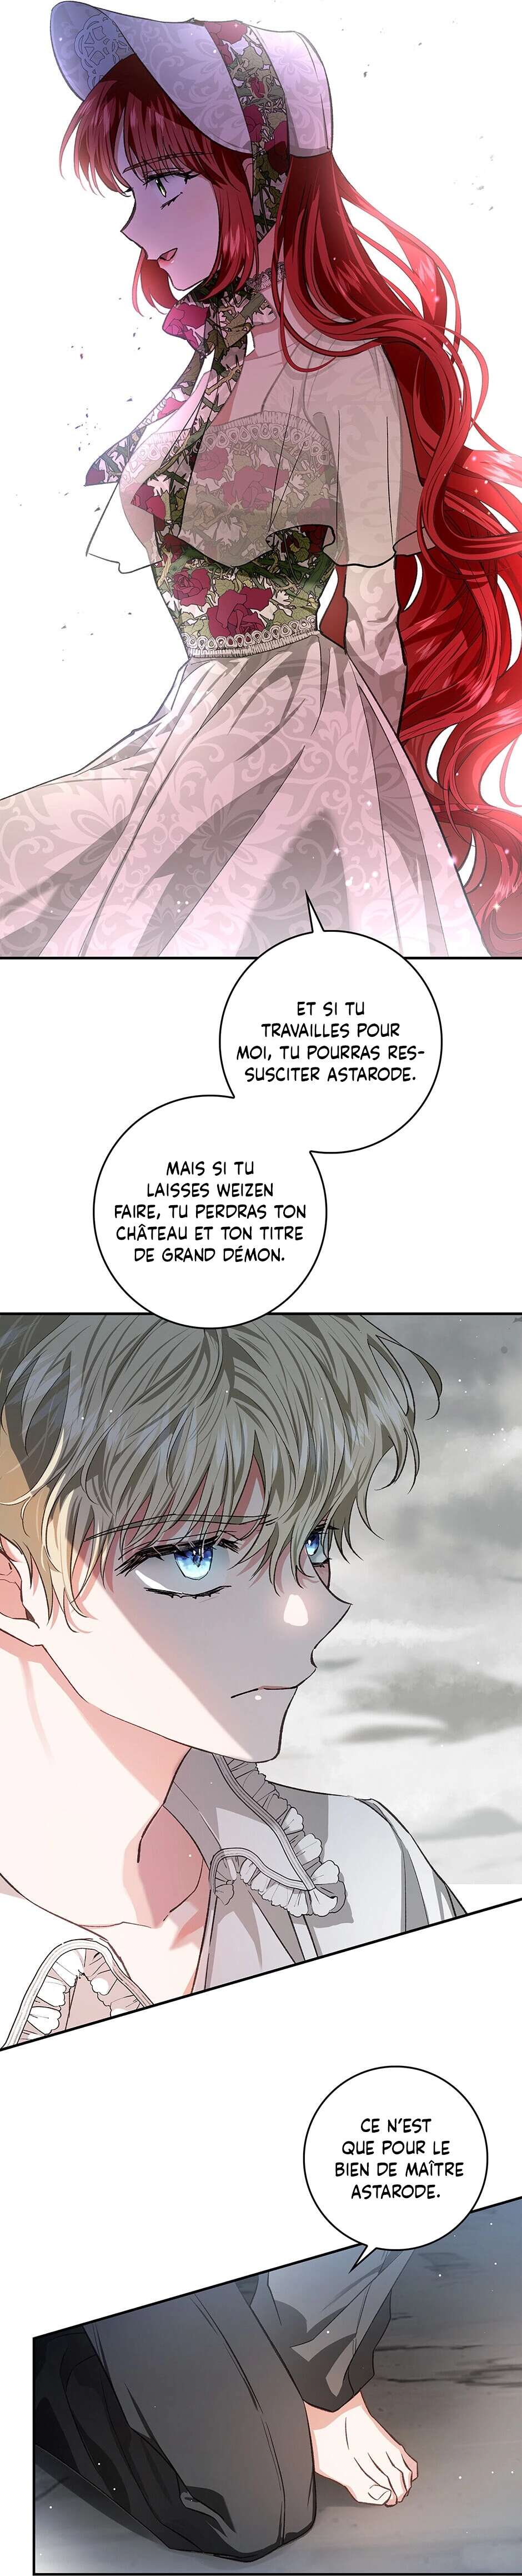 ET SI TU
TRAVAILLES POUR
MOI, TU POURRAS RES-
SUSCITER ASTARODE.
MAIS SI TU
LAISSES WEIZEN
FAIRE, TU PERDRAS TON
CHÂTEAU ET TON TITRE
DE GRAND DÉMON.
CE N'EST
QUE POUR LE
BIEN DE MAÎTRE
ASTARODE.